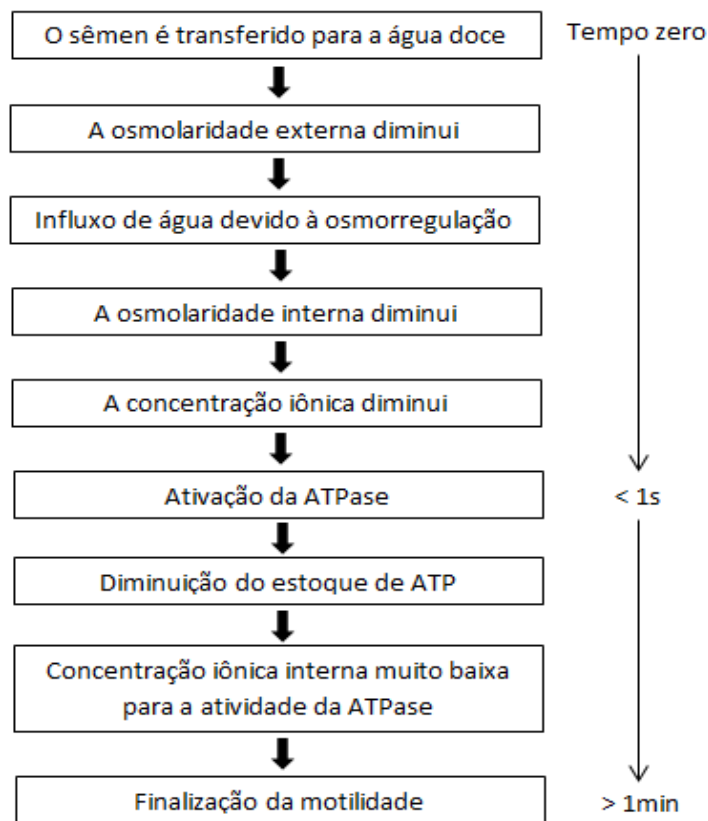 O sêmen é transferido para a água doce
Tempo zero
A osmolaridade externa diminui
Influxo de água devido à osmorregulação
A osmolaridade interna diminui
A concentração iônica diminui
Ativação da ATPase
< 1s
Diminuição do estoque de ATP
Concentração iônica interna muito baixa
para a atividade da ATPase
Finalização da motilidade
> 1min